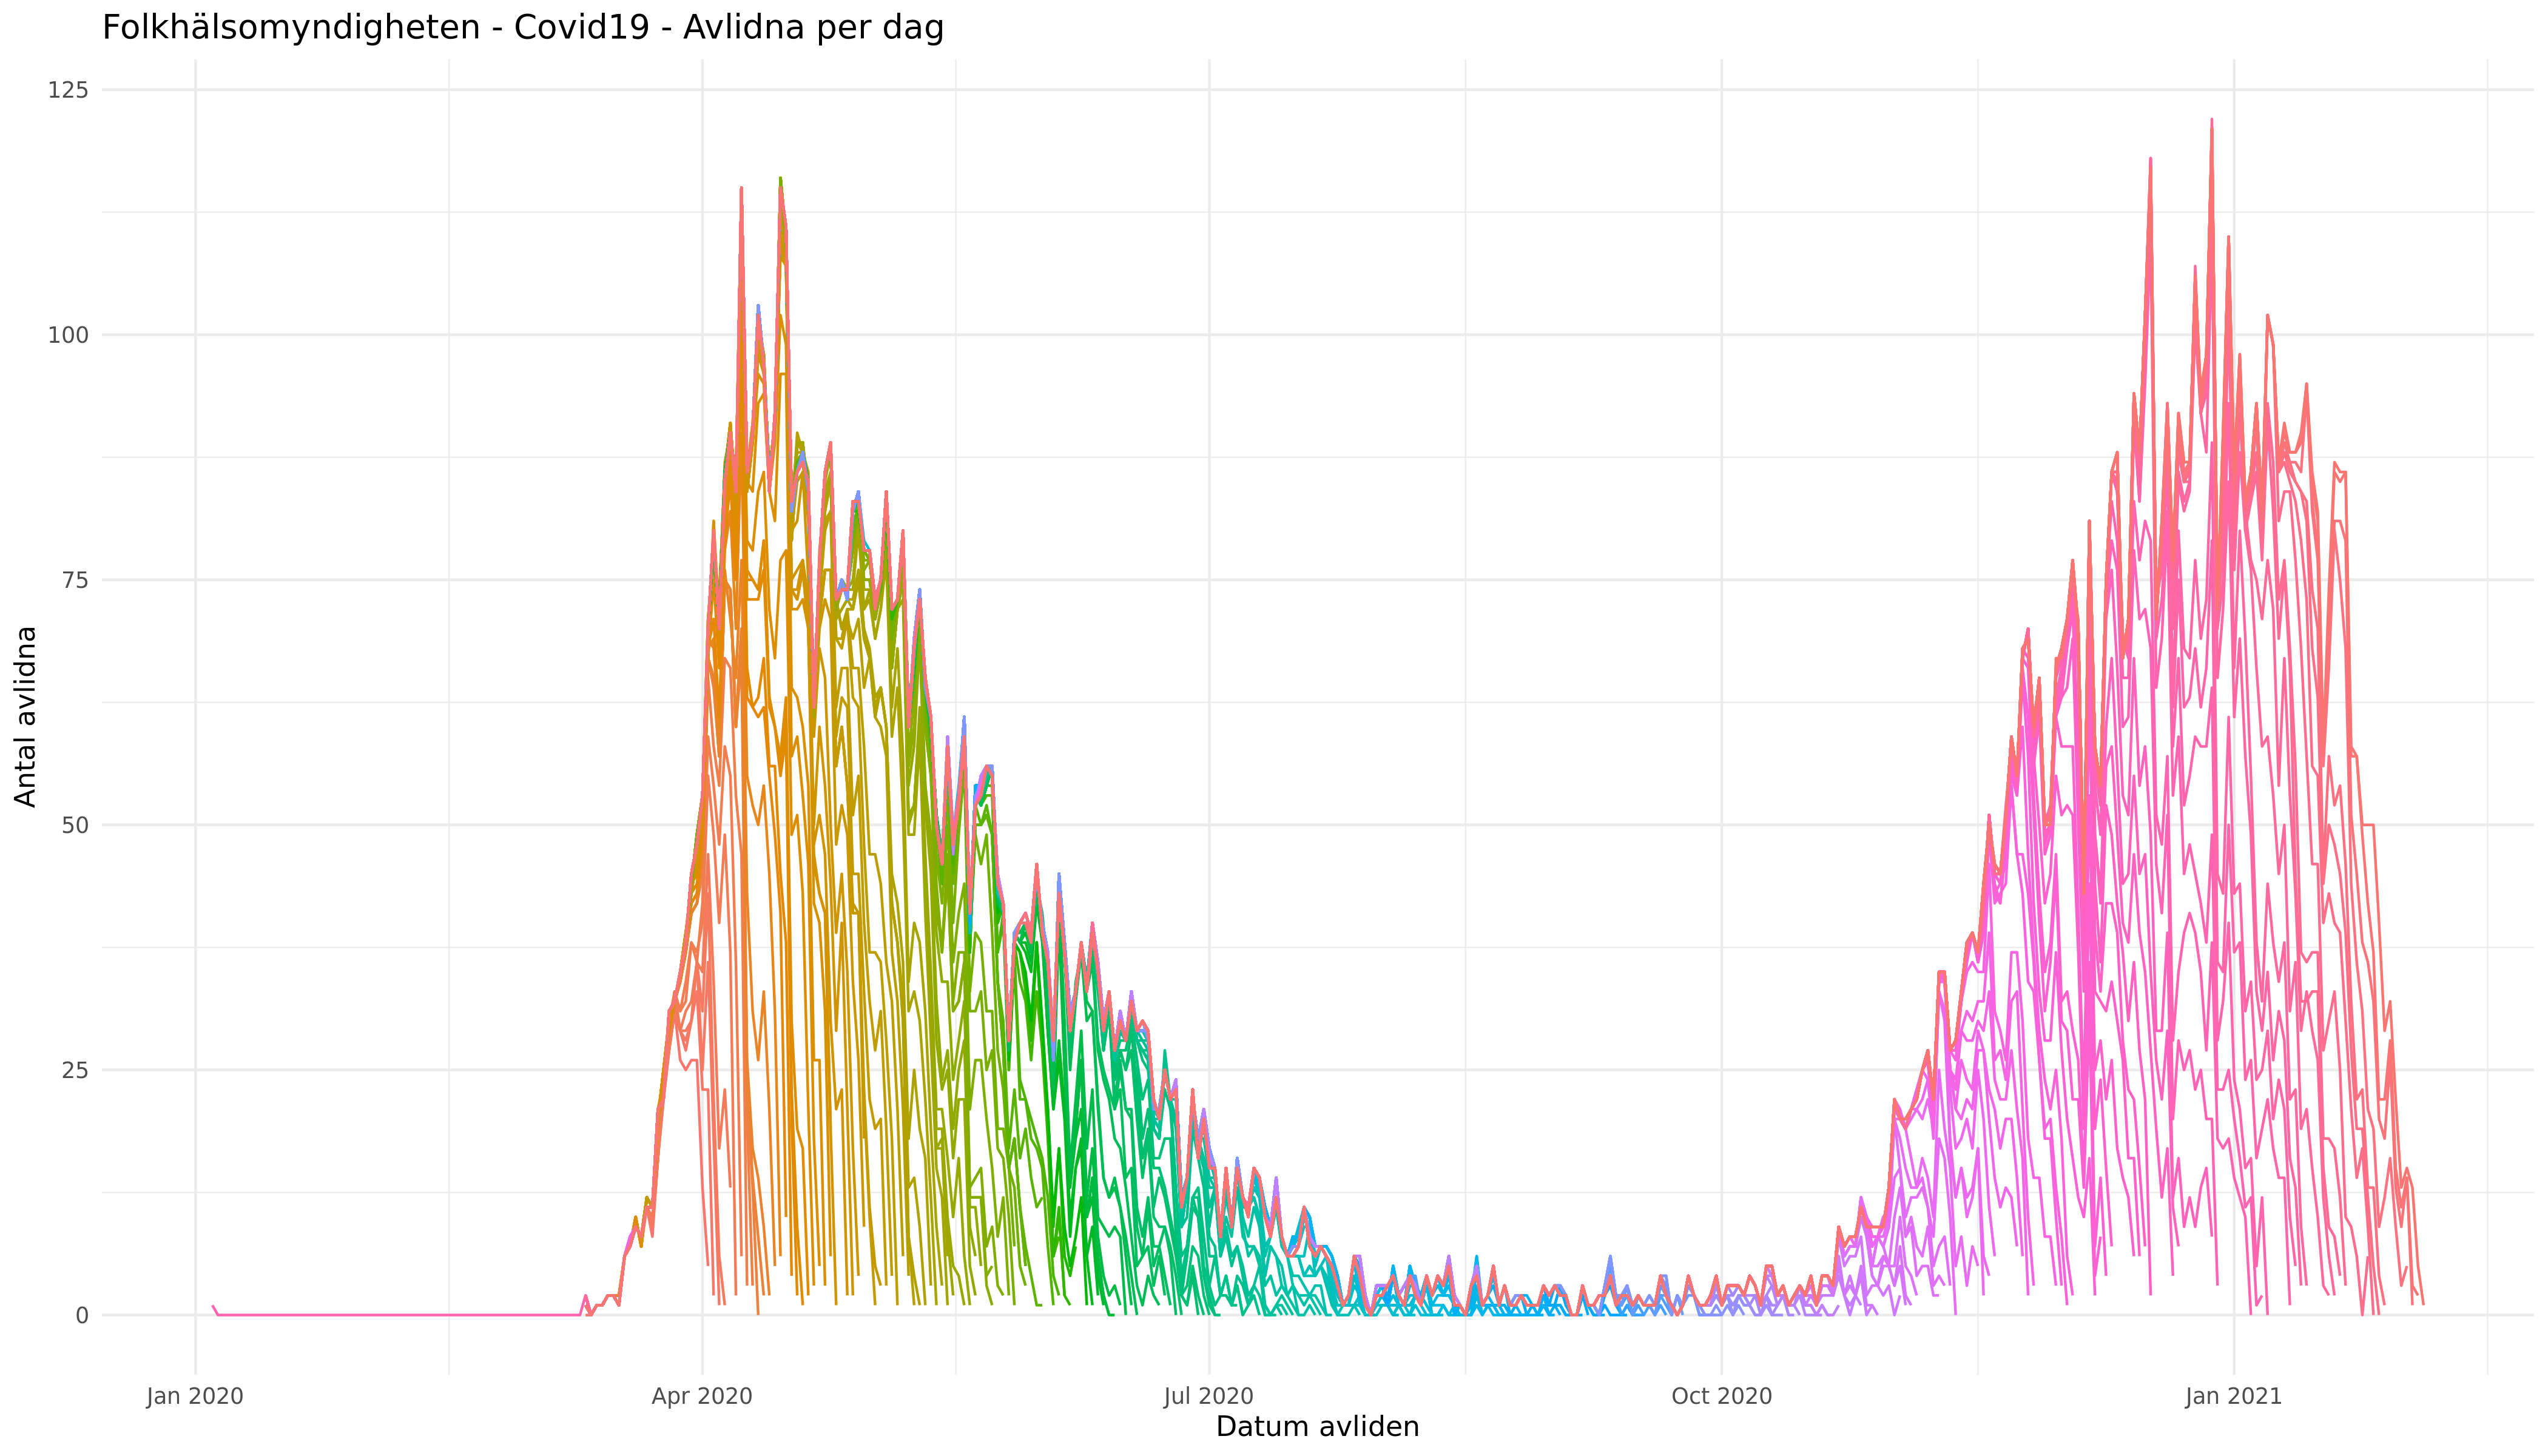 Folkhälsomyndigheten - Covid19 - Avlidna per dag
125
100
75
50
25
0
Antal avlidna
Jan 2020 Apr 2020 Jul 2020 Oct 2020 Jan 2021
Datum avliden